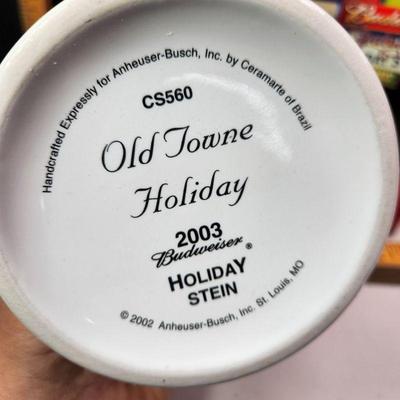 Handcrafted Expressly for Anheuser-Busch, Inc. by Ceramarte of Brazil
CS560
Old Towne
Holiday
2003
Budweiser ®
HOLIDAY
STEIN
© 2002 Anheuser-Busch, Inc. St. Louis, MO